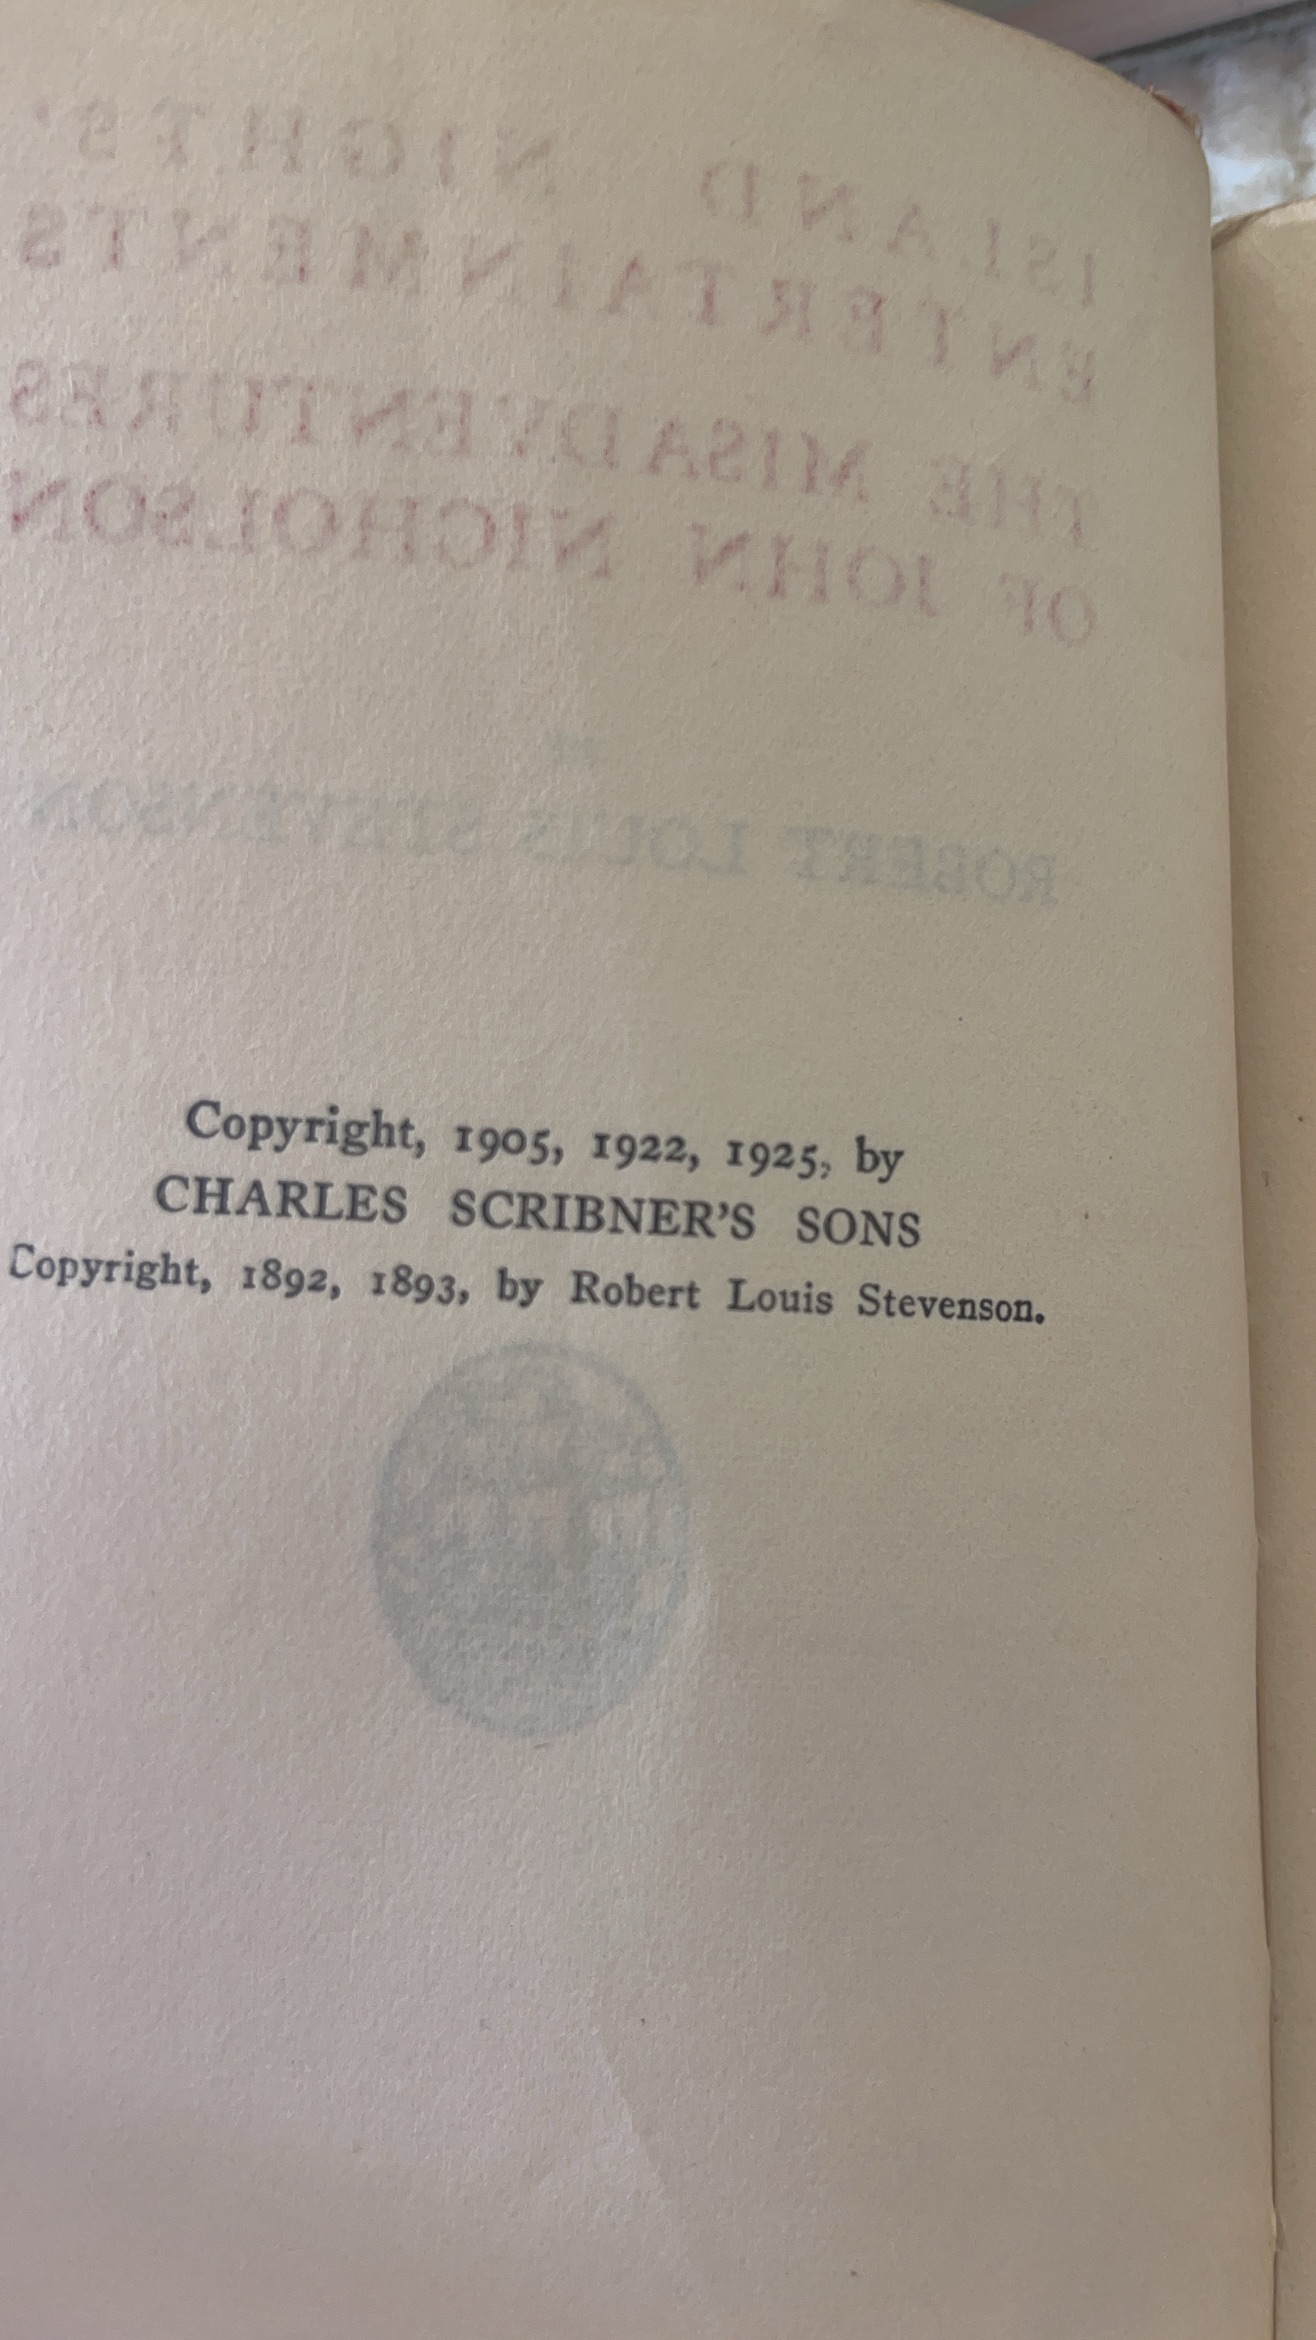 ISLAND NIGHTS'
ENTERTAINMENTS
THE MISADVENTURES
OF JOHN NICHOLSON
ROBERT LOUIS STEVENSON
Copyright, 1905, 1922, 1925, by
CHARLES SCRIBNER'S SONS
Copyright, 1892, 1893, by Robert Louis Stevenson.